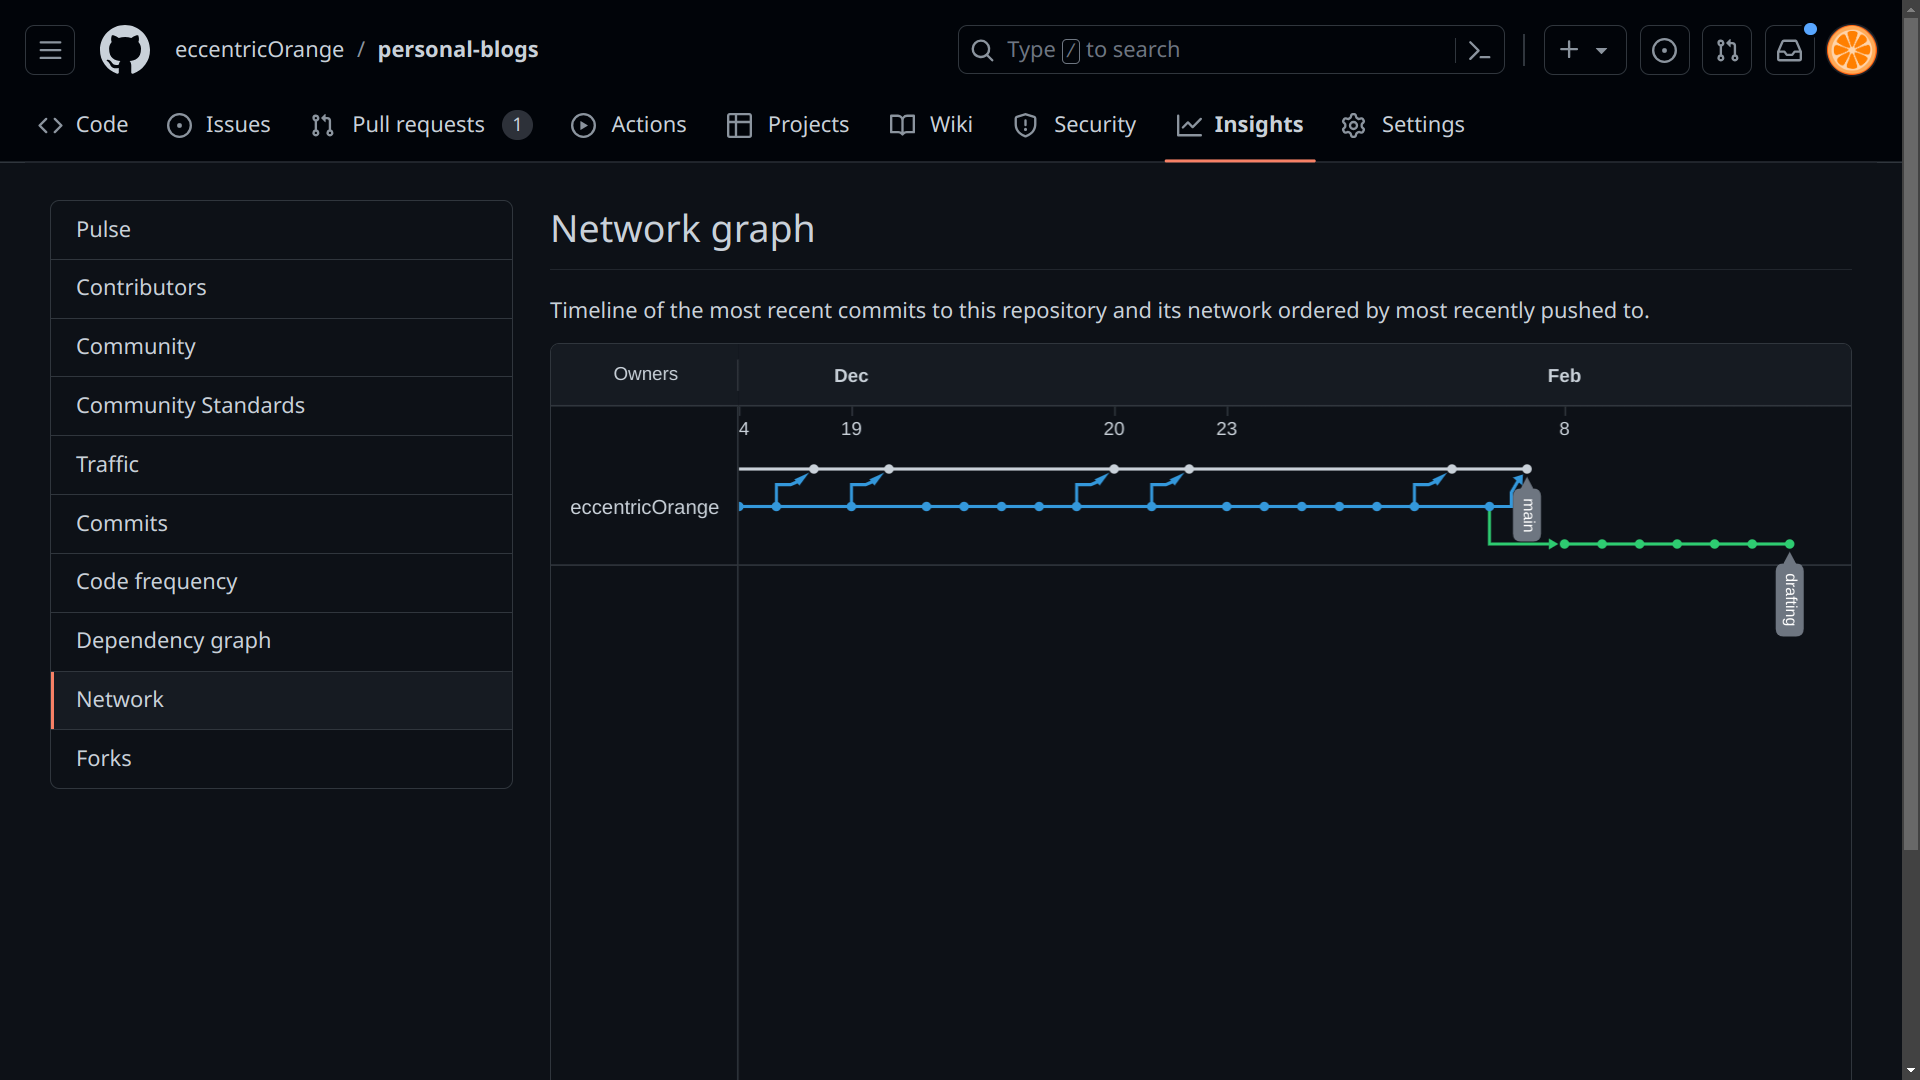 eccentricOrange / personal-blogs
Type / to search
Code
Issues
Pull requests 1
Actions
Projects
Wiki
Security
Insights
Settings
Pulse
Contributors
Community
Community Standards
Traffic
Commits
Code frequency
Dependency graph
Network
Forks
Network graph
Timeline of the most recent commits to this repository and its network ordered by most recently pushed to.
Owners Dec Feb
4 19 20 23 8
eccentricOrange
main
drafting